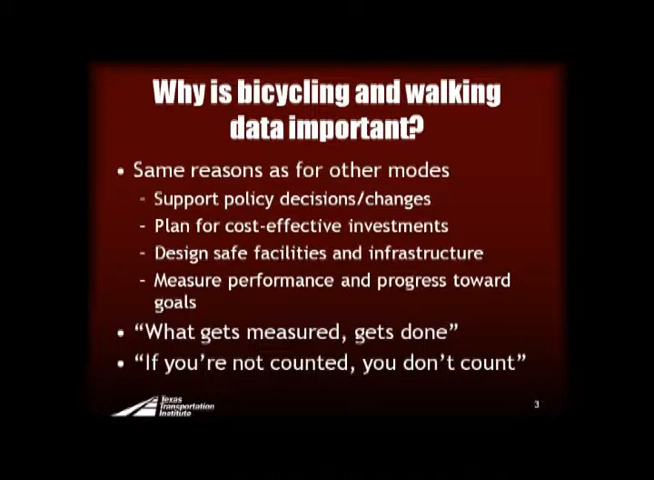 Why is bicycling and walking
data important?
• Same reasons as for other modes
- Support policy decisions/changes
- Plan for cost-effective investments
- Design safe facilities and infrastructure
- Measure performance and progress toward
goals
• “What gets measured, gets done”
• “If you’re not counted, you don’t count”
Texas
Transportation
Institute
3